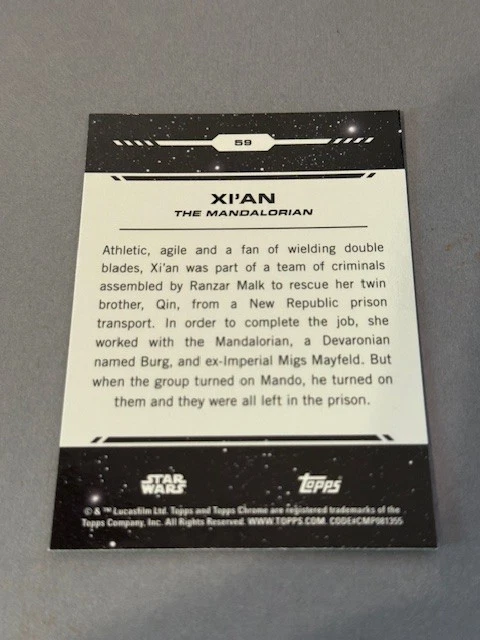 59
XI'AN
THE MANDALORIAN
Athletic, agile and a fan of wielding double
blades, Xi'an was part of a team of criminals
assembled by Ranzar Malk to rescue her twin
brother, Qin, from a New Republic prison
transport. In order to complete the job, she
worked with the Mandalorian, a Devaronian
named Burg, and ex-Imperial Migs Mayfeld. But
when the group turned on Mando, he turned on
them and they were all left in the prison.
STAR WARS
Topps
© & ™ Lucasfilm Ltd. Topps and Topps Chrome are registered trademarks of the
Topps Company, Inc. All Rights Reserved. WWW.TOPPS.COM. CODE#CMP081355